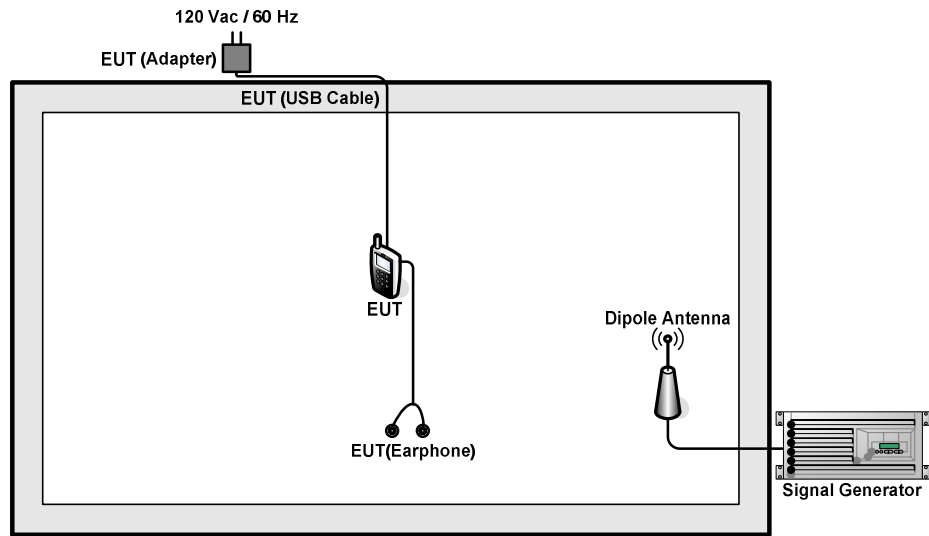 120 Vac / 60 Hz
EUT (Adapter)
EUT (USB Cable)
EUT
Dipole Antenna
EUT(Earphone)
Signal Generator